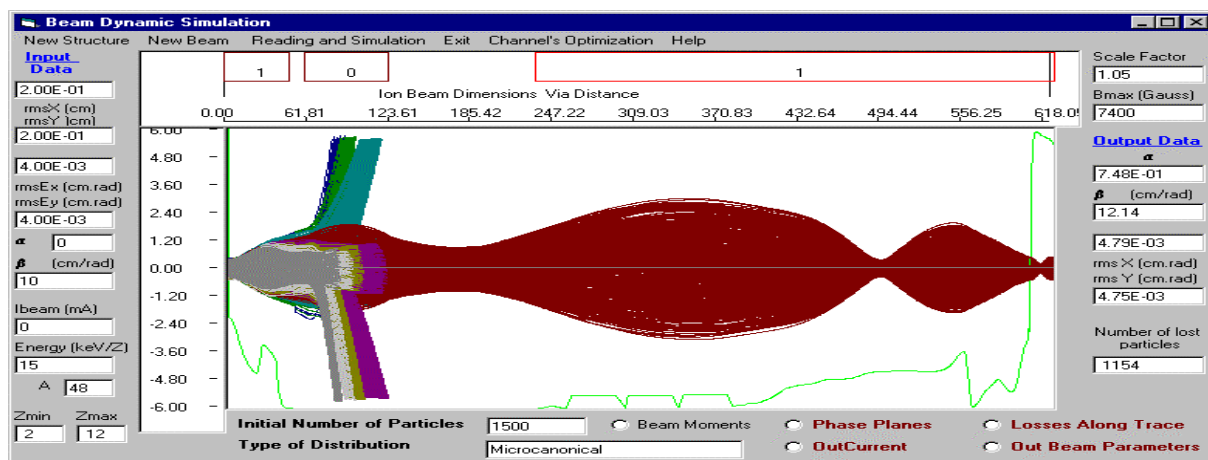 Beam Dynamic Simulation
New Structure New Beam Reading and Simulation Exit Channel's Optimization Help
Input Data
2.00E-01
rmsX (cm)
rmsY (cm)
2.00E-01
4.00E-03
rmsEx (cm.rad)
rmsEy (cm.rad)
4.00E-03
α 0
β (cm/rad)
10
Ibeam (mA)
0
Energy (keV/Z)
15
A 48
Zmin Zmax
2 12
1 0 1
Ion Beam Dimensions Via Distance
0.00 61,81 123,61 185,42 247,22 309,03 370,83 432,64 494,44 556,25 618,05
6.00
4.80
3.60
2.40
1.20
0.00
-1.20
-2.40
-3.60
-4.80
-6.00
Initial Number of Particles 1500 Beam Moments Phase Planes Losses Along Trace
Type of Distribution Microcanonical OutCurrent Out Beam Parameters
Scale Factor
1.05
Bmax (Gauss)
7400
Output Data
α
7.48E-01
β (cm/rad)
12.14
4.79E-03
rms X (cm.rad)
rms Y (cm.rad)
4.75E-03
Number of lost particles
1154